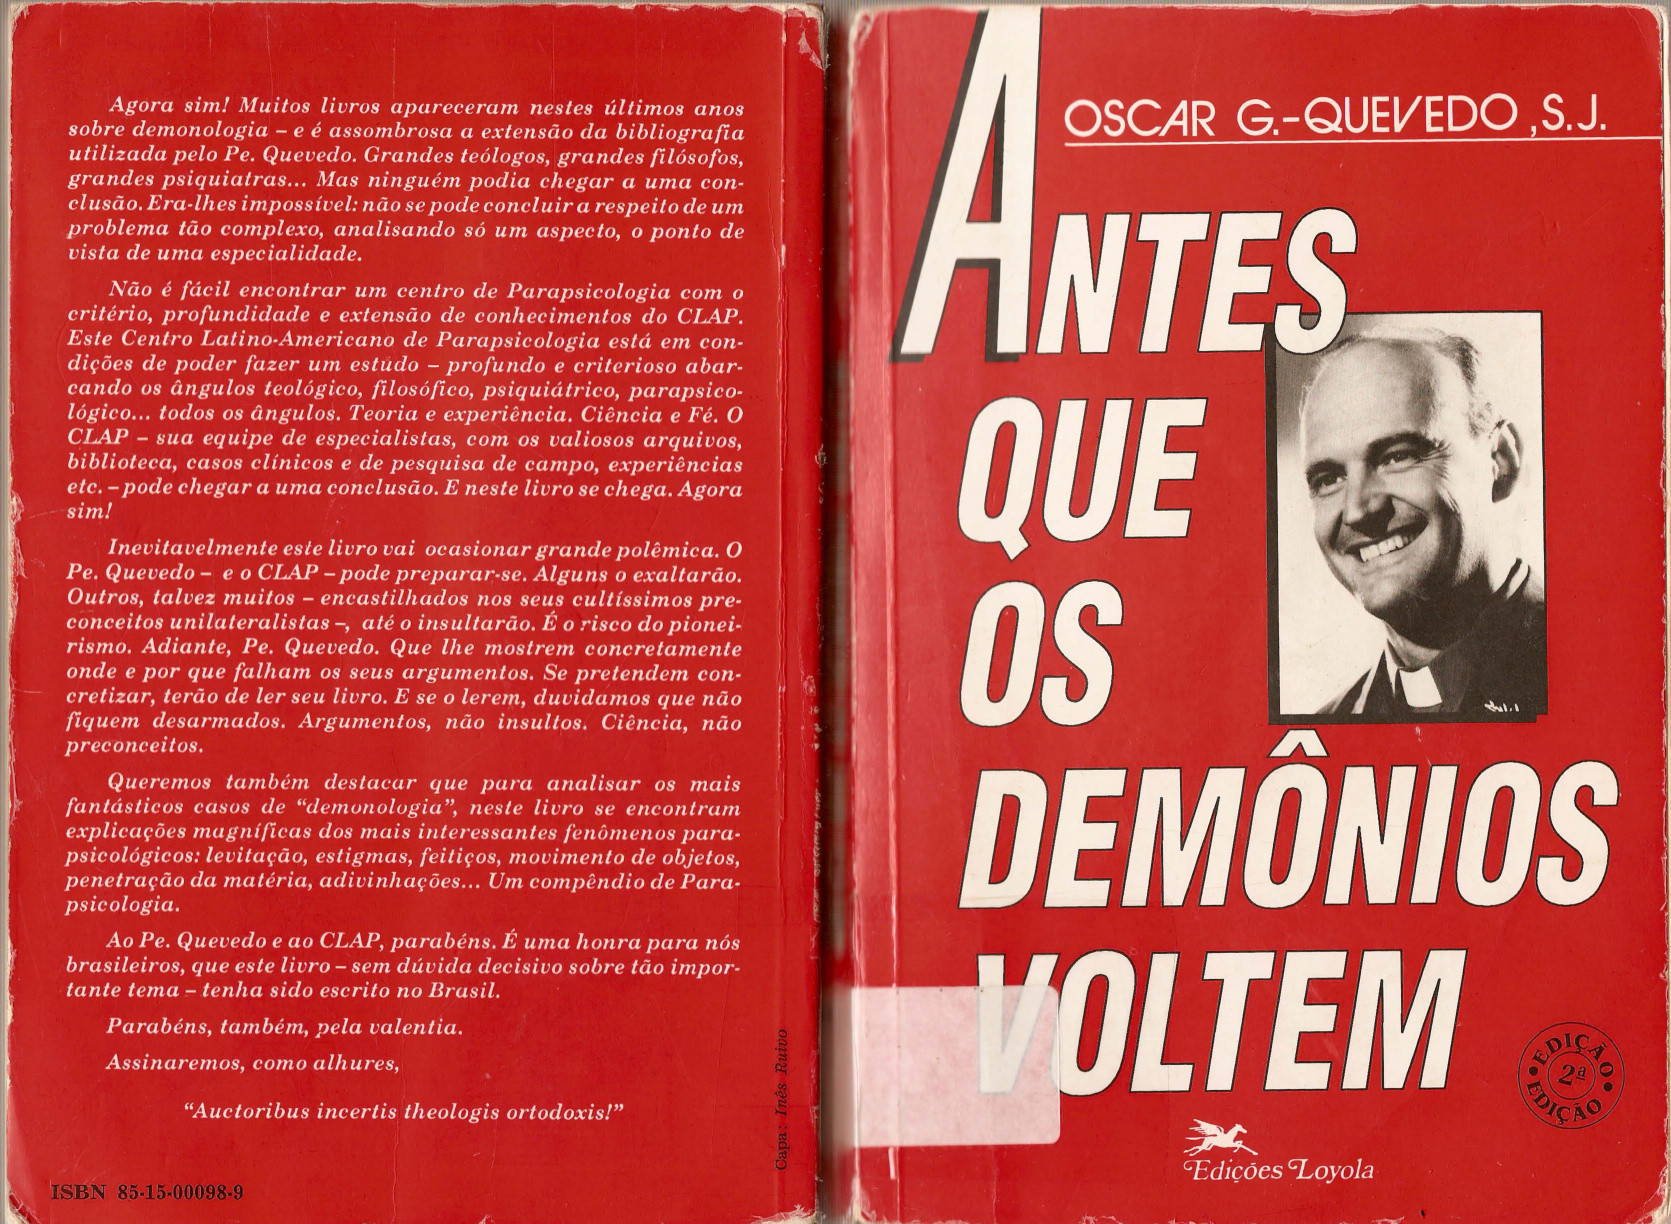 Agora sim! Muitos livros apareceram nestes últimos anos
sobre demonologia – e é assombrosa a extensão da bibliografia
utilizada pelo Pe. Quevedo. Grandes teólogos, grandes filósofos,
grandes psiquiatras... Mas ninguém podia chegar a uma con-
clusão. Era-lhes impossível: não se pode concluir a respeito de um
problema tão complexo, analisando só um aspecto, o ponto de
vista de uma especialidade.
Não é fácil encontrar um centro de Parapsicologia com o
critério, profundidade e extensão de conhecimentos do CLAP.
Este Centro Latino-Americano de Parapsicologia está em con-
dições de poder fazer um estudo – profundo e criterioso abar-
cando os ângulos teológico, filosófico, psiquiátrico, parapsico-
lógico... todos os ângulos. Teoria e experiência. Ciência e Fé. O
CLAP – sua equipe de especialistas, com os valiosos arquivos,
biblioteca, casos clínicos e de pesquisa de campo, experiências
etc. – pode chegar a uma conclusão. E neste livro se chega. Agora
sim!
Inevitavelmente este livro vai ocasionar grande polêmica. O
Pe. Quevedo – e o CLAP – pode preparar-se. Alguns o exaltarão.
Outros, talvez muitos – encastilhados nos seus cultíssimos pre-
conceitos unilateralistas –, até o insultarão. É o risco do pionei-
rismo. Adiante, Pe. Quevedo. Que lhe mostrem concretamente
onde e por que falham os seus argumentos. Se pretendem con-
cretizar, terão de ler seu livro. E se o lerem, duvidamos que não
fiquem desarmados. Argumentos, não insultos. Ciência, não
preconceitos.
Queremos também destacar que para analisar os mais
fantásticos casos de “demonologia”, neste livro se encontram
explicações magníficas dos mais interessantes fenômenos para-
psicológicos: levitação, estigmas, feitiços, movimento de objetos,
penetração da matéria, adivinhações... Um compêndio de Para-
psicologia.
Ao Pe. Quevedo e ao CLAP, parabéns. É uma honra para nós
brasileiros, que este livro – sem dúvida decisivo sobre tão impor-
tante tema – tenha sido escrito no Brasil.
Parabéns, também, pela valentia.
Assinaremos, como alhures,
“Auctoribus incertis theologis ortodoxis!”
Capa: Inês Ruivo
ISBN 85-15-00098-9
OSCAR G.-QUEVEDO, S.J.
ANTES
QUE
OS
DEMÔNIOS
VOLTEM
EDIÇÃO
2ª
EDIÇÃO
Edições Loyola